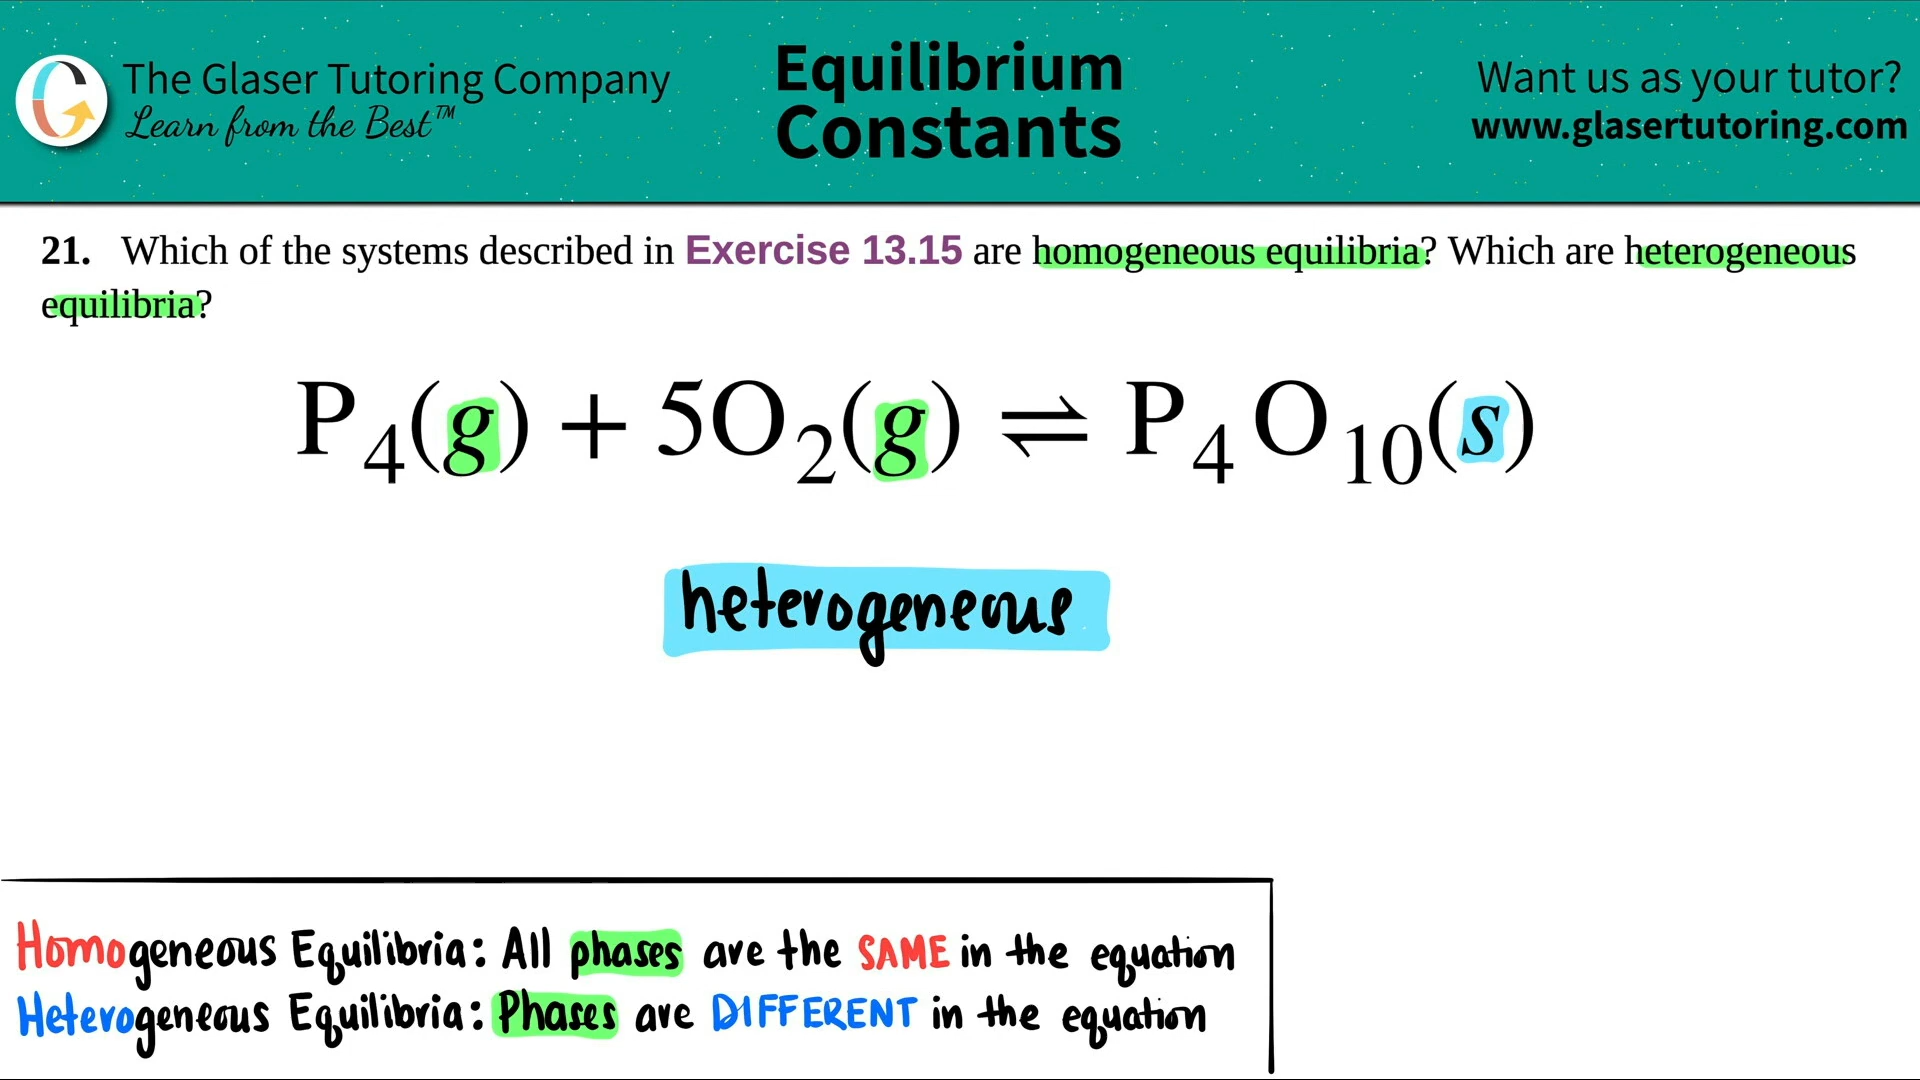 The Glaser Tutoring Company
Learn from the Best™
Equilibrium
Constants
Want us as your tutor?
www.glasertutoring.com
21. Which of the systems described in Exercise 13.15 are homogeneous equilibria? Which are heterogeneous
equilibria?
P₄(g) + 5O₂(g) ⇌ P₄O₁₀(s)
heterogeneous
Homogeneous Equilibria: All phases are the SAME in the equation
Heterogeneous Equilibria: Phases are DIFFERENT in the equation